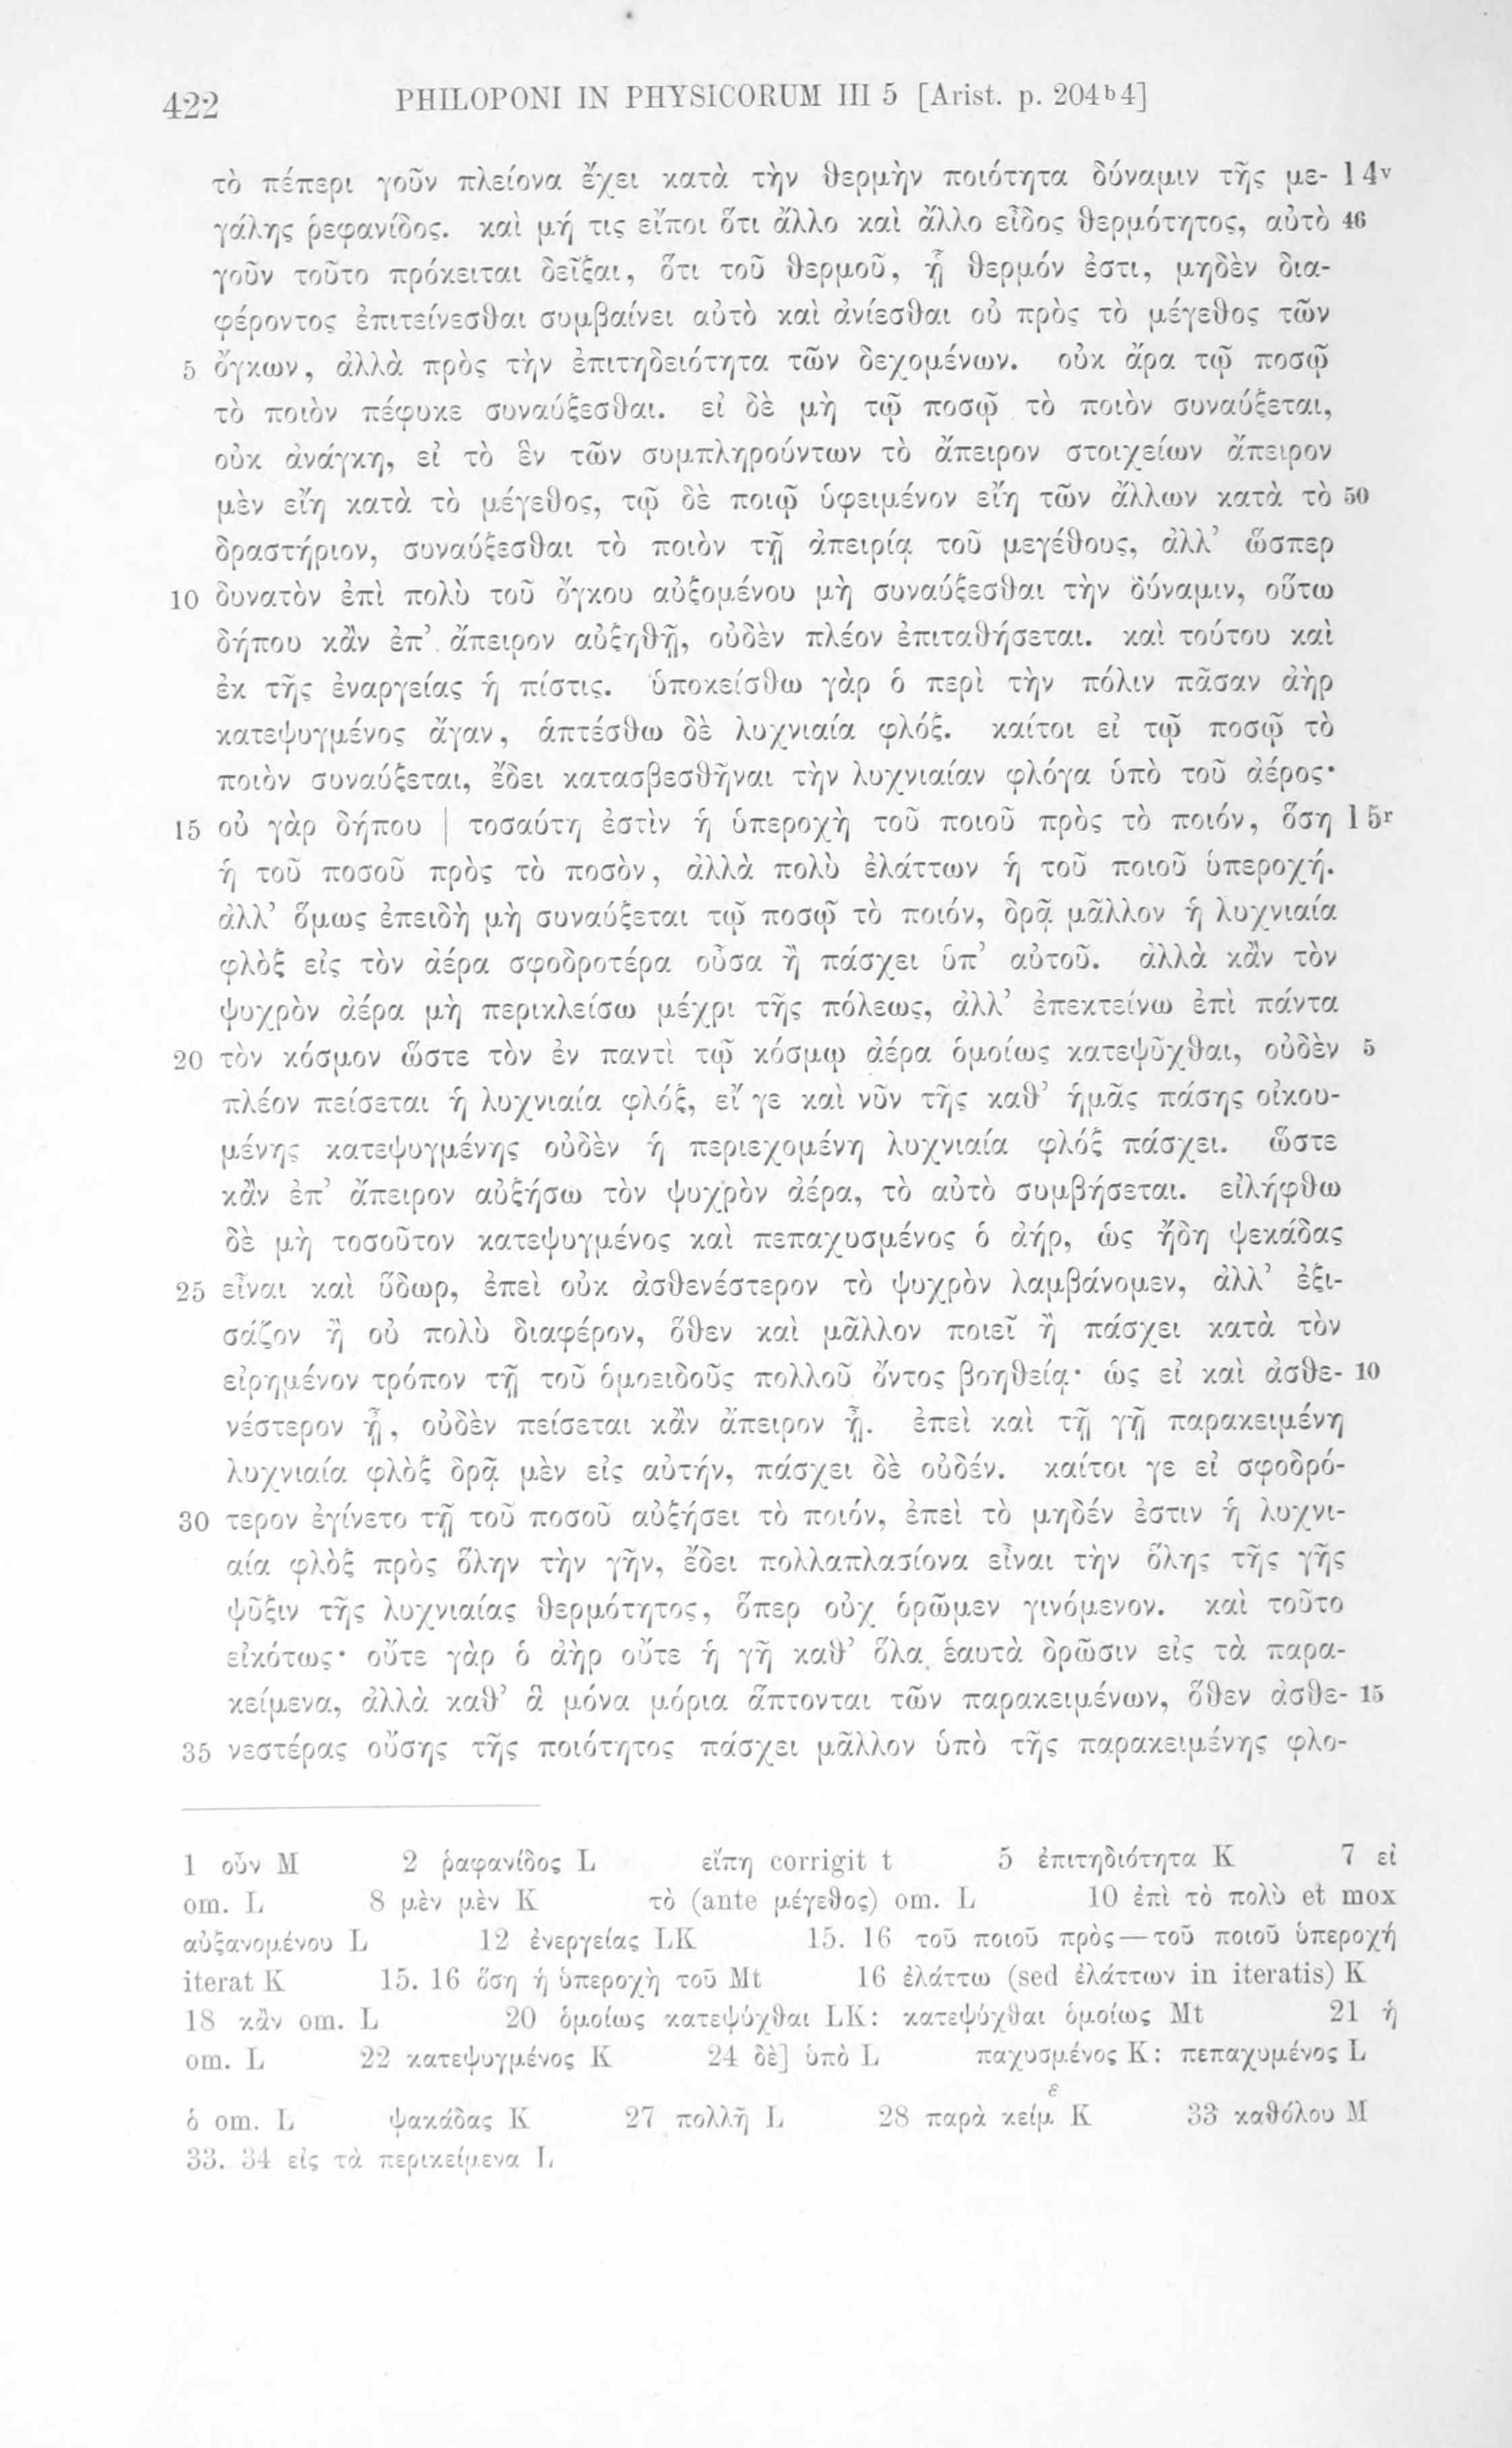 422 PHILOPONI IN PHYSICORUM III 5 [Arist. p. 204b4]
τὸ πέπερι γοῦν πλείονα ἔχει κατὰ τὴν θερμὴν ποιότητα δύναμιν τῆς με- 14v
γάλης ῥεφανίδος. καὶ μή τις εἴποι ὅτι ἄλλο καὶ ἄλλο εἶδος θερμότητος, αὐτὸ 46
γοῦν τοῦτο πρόκειται δεῖξαι, ὅτι τοῦ θερμοῦ, ᾗ θερμόν ἐστι, μηδὲν δια-
φέροντος ἐπιτείνεσθαι συμβαίνει αὐτὸ καὶ ἀνίεσθαι οὐ πρὸς τὸ μέγεθος τῶν
5 ὄγκων, ἀλλὰ πρὸς τὴν ἐπιτηδειότητα τῶν δεχομένων. οὐκ ἄρα τῷ ποσῷ
τὸ ποιὸν πέφυκε συναύξεσθαι. εἰ δὲ μὴ τῷ ποσῷ τὸ ποιὸν συναύξεται,
οὐκ ἀνάγκη, εἰ τὸ ἓν τῶν συμπληρούντων τὸ ἄπειρον στοιχείων ἄπειρον
μὲν εἴη κατὰ τὸ μέγεθος, τῷ δὲ ποιῷ ὑφειμένον εἴη τῶν ἄλλων κατὰ τὸ 50
δραστήριον, συναύξεσθαι τὸ ποιὸν τῇ ἀπειρίᾳ τοῦ μεγέθους, ἀλλ’ ὥσπερ
10 δυνατὸν ἐπὶ πολὺ τοῦ ὄγκου αὐξομένου μὴ συναύξεσθαι τὴν δύναμιν, οὕτω
δήπου κἂν ἐπ’ ἄπειρον αὐξηθῇ, οὐδὲν πλέον ἐπιταθήσεται. καὶ τούτου καὶ
ἐκ τῆς ἐναργείας ἡ πίστις. ὑποκείσθω γὰρ ὁ περὶ τὴν πόλιν πᾶσαν ἀὴρ
κατεψυγμένος ἄγαν, ἁπτέσθω δὲ λυχνιαία φλόξ. καίτοι εἰ τῷ ποσῷ τὸ
ποιὸν συναύξεται, ἔδει κατασβεσθῆναι τὴν λυχνιαίαν φλόγα ὑπὸ τοῦ ἀέρος·
15 οὐ γὰρ δήπου | τοσαύτη ἐστὶν ἡ ὑπεροχὴ τοῦ ποιοῦ πρὸς τὸ ποιόν, ὅση 15r
ἡ τοῦ ποσοῦ πρὸς τὸ ποσὸν, ἀλλὰ πολὺ ἐλάττων ἡ τοῦ ποιοῦ ὑπεροχή.
ἀλλ’ ὅμως ἐπειδὴ μὴ συναύξεται τῷ ποσῷ τὸ ποιόν, δρᾷ μᾶλλον ἡ λυχνιαία
φλὸξ εἰς τὸν ἀέρα σφοδροτέρα οὖσα ἢ πάσχει ὑπ’ αὐτοῦ. ἀλλὰ κἂν τὸν
ψυχρὸν ἀέρα μὴ περικλείσω μέχρι τῆς πόλεως, ἀλλ’ ἐπεκτείνω ἐπὶ πάντα
20 τὸν κόσμον ὥστε τὸν ἐν παντὶ τῷ κόσμῳ ἀέρα ὁμοίως κατεψῦχθαι, οὐδὲν 5
πλέον πείσεται ἡ λυχνιαία φλόξ, εἴ γε καὶ νῦν τῆς καθ’ ἡμᾶς πάσης οἰκου-
μένης κατεψυγμένης οὐδὲν ἡ περιεχομένη λυχνιαία φλόξ πάσχει. ὥστε
κἂν ἐπ’ ἄπειρον αὐξήσω τὸν ψυχρὸν ἀέρα, τὸ αὐτὸ συμβήσεται. εἰλήφθω
δὲ μὴ τοσοῦτον κατεψυγμένος καὶ πεπαχυσμένος ὁ ἀήρ, ὡς ἤδη ψεκάδας
25 εἶναι καὶ ὕδωρ, ἐπεὶ οὐκ ἀσθενέστερον τὸ ψυχρὸν λαμβάνομεν, ἀλλ’ ἐξι-
σάζον ἢ οὐ πολὺ διαφέρον, ὅθεν καὶ μᾶλλον ποιεῖ ἢ πάσχει κατὰ τὸν
εἰρημένον τρόπον τῇ τοῦ ὁμοειδοῦς πολλοῦ ὄντος βοηθείᾳ· ὡς εἰ καὶ ἀσθε- 10
νέστερον ᾖ, οὐδὲν πείσεται κἂν ἄπειρον ᾖ. ἐπεὶ καὶ τῇ γῇ παρακειμένη
λυχνιαία φλὸξ δρᾷ μὲν εἰς αὐτήν, πάσχει δὲ οὐδέν. καίτοι γε εἰ σφοδρό-
30 τερον ἐγίνετο τῇ τοῦ ποσοῦ αὐξήσει τὸ ποιόν, ἐπεὶ τὸ μηδέν ἐστιν ἡ λυχνι-
αία φλὸξ πρὸς ὅλην τὴν γῆν, ἔδει πολλαπλασίονα εἶναι τὴν ὅλης τῆς γῆς
ψῦξιν τῆς λυχνιαίας θερμότητος, ὅπερ οὐχ ὁρῶμεν γινόμενον. καὶ τοῦτο
εἰκότως· οὔτε γὰρ ὁ ἀὴρ οὔτε ἡ γῆ καθ’ ὅλα ἑαυτὰ δρῶσιν εἰς τὰ παρα-
κείμενα, ἀλλὰ καθ’ ἃ μόνα μόρια ἅπτονται τῶν παρακειμένων, ὅθεν ἀσθε- 15
35 νεστέρας οὔσης τῆς ποιότητος πάσχει μᾶλλον ὑπὸ τῆς παρακειμένης φλο-
1 οὖν M 2 ῥαφανίδος L εἴπῃ corrigit t 5 ἐπιτηδιότητα K 7 εἰ
om. L 8 μὲν μὲν K τὸ (ante μέγεθος) om. L 10 ἐπὶ τὸ πολὺ et mox
αὐξανομένου L 12 ἐνεργείας LK 15. 16 τοῦ ποιοῦ πρὸς—τοῦ ποιοῦ ὑπεροχή
iterat K 15. 16 ὅση ἡ ὑπεροχὴ τοῦ Mt 16 ἐλάττω (sed ἐλάττων in iteratis) K
18 κἂν om. L 20 ὁμοίως κατεψύχθαι LK: κατεψύχθαι ὁμοίως Mt 21 ἡ
om. L 22 κατεψυγμένος K 24 δὲ] ὑπὸ L παχυσμένος K: πεπαχυμένος L
ὁ om. L ψακάδας K 27 πολλῆ L 28 παρὰ κείμ ε K 33 καθόλου M
33. 34 εἰς τὰ περικείμενα L